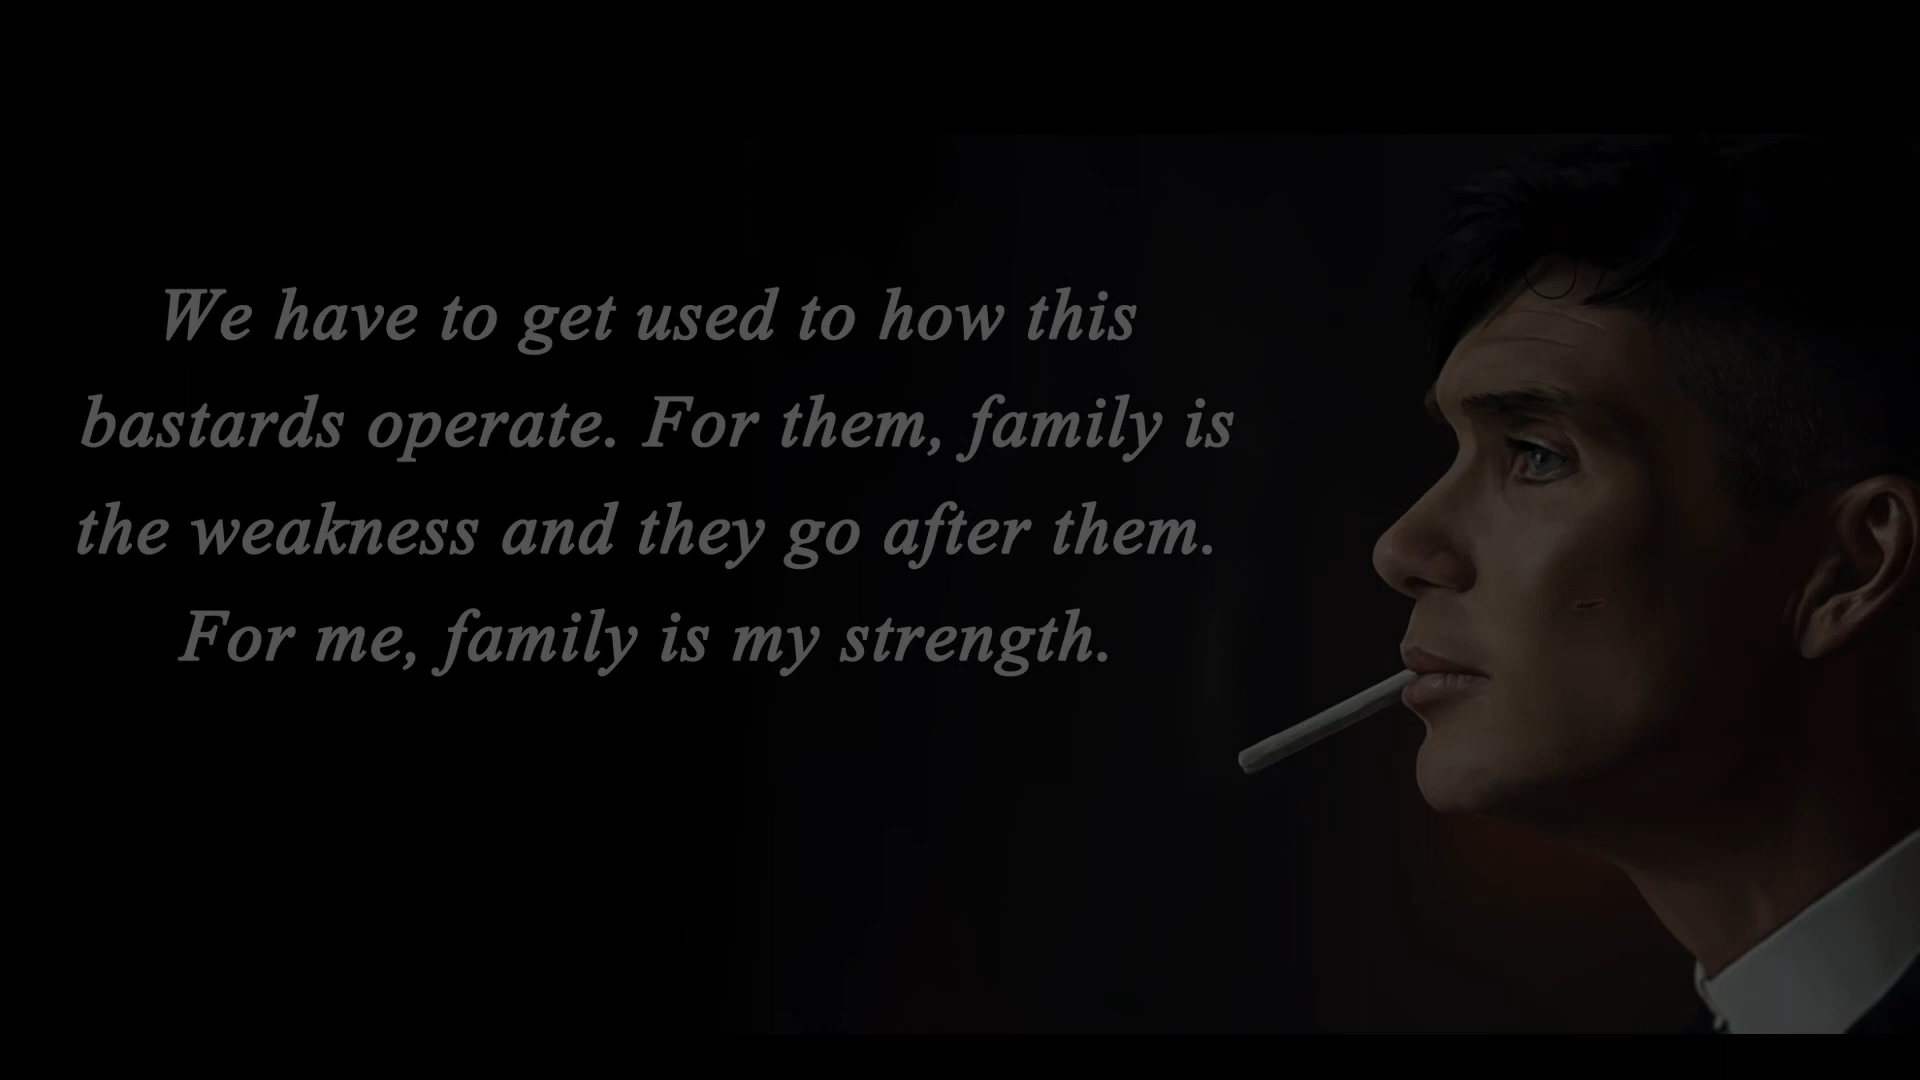 We have to get used to how this
bastards operate. For them, family is
the weakness and they go after them.
For me, family is my strength.